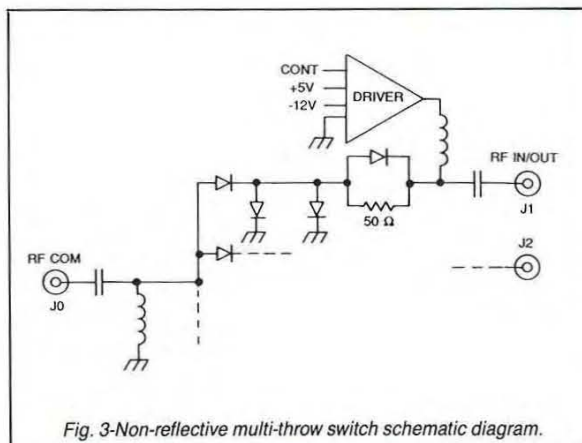 CONT
+5V
-12V
DRIVER
RF IN/OUT
J1
50 Ω
J2
RF COM
J0
Fig. 3-Non-reflective multi-throw switch schematic diagram.